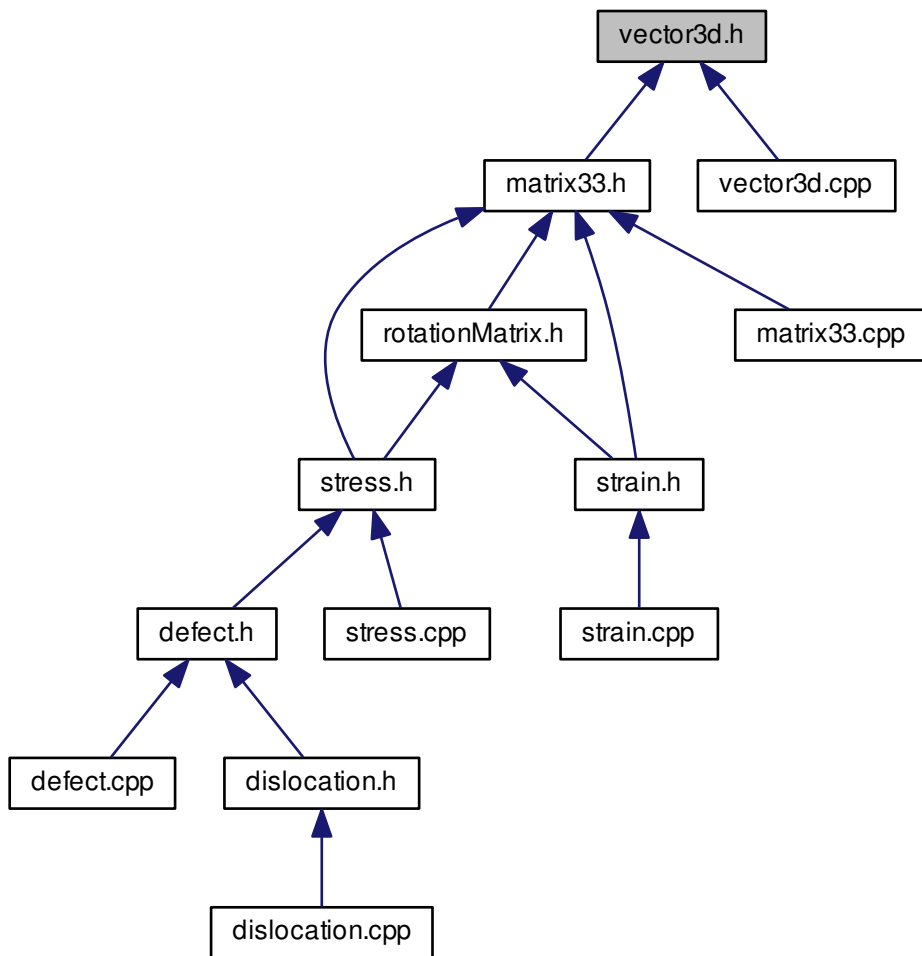 vector3d.h
matrix33.h
vector3d.cpp
rotationMatrix.h
matrix33.cpp
stress.h
strain.h
defect.h
stress.cpp
strain.cpp
defect.cpp
dislocation.h
dislocation.cpp